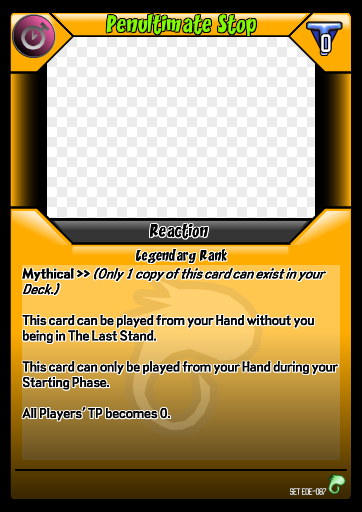 Penultimate Stop
0
Reaction
Legendary Rank
Mythical >> (Only 1 copy of this card can exist in your
Deck.)
This card can be played from your Hand without you
being in The Last Stand.
This card can only be played from your Hand during your
Starting Phase.
All Players' TP becomes 0.
SET EOE-087